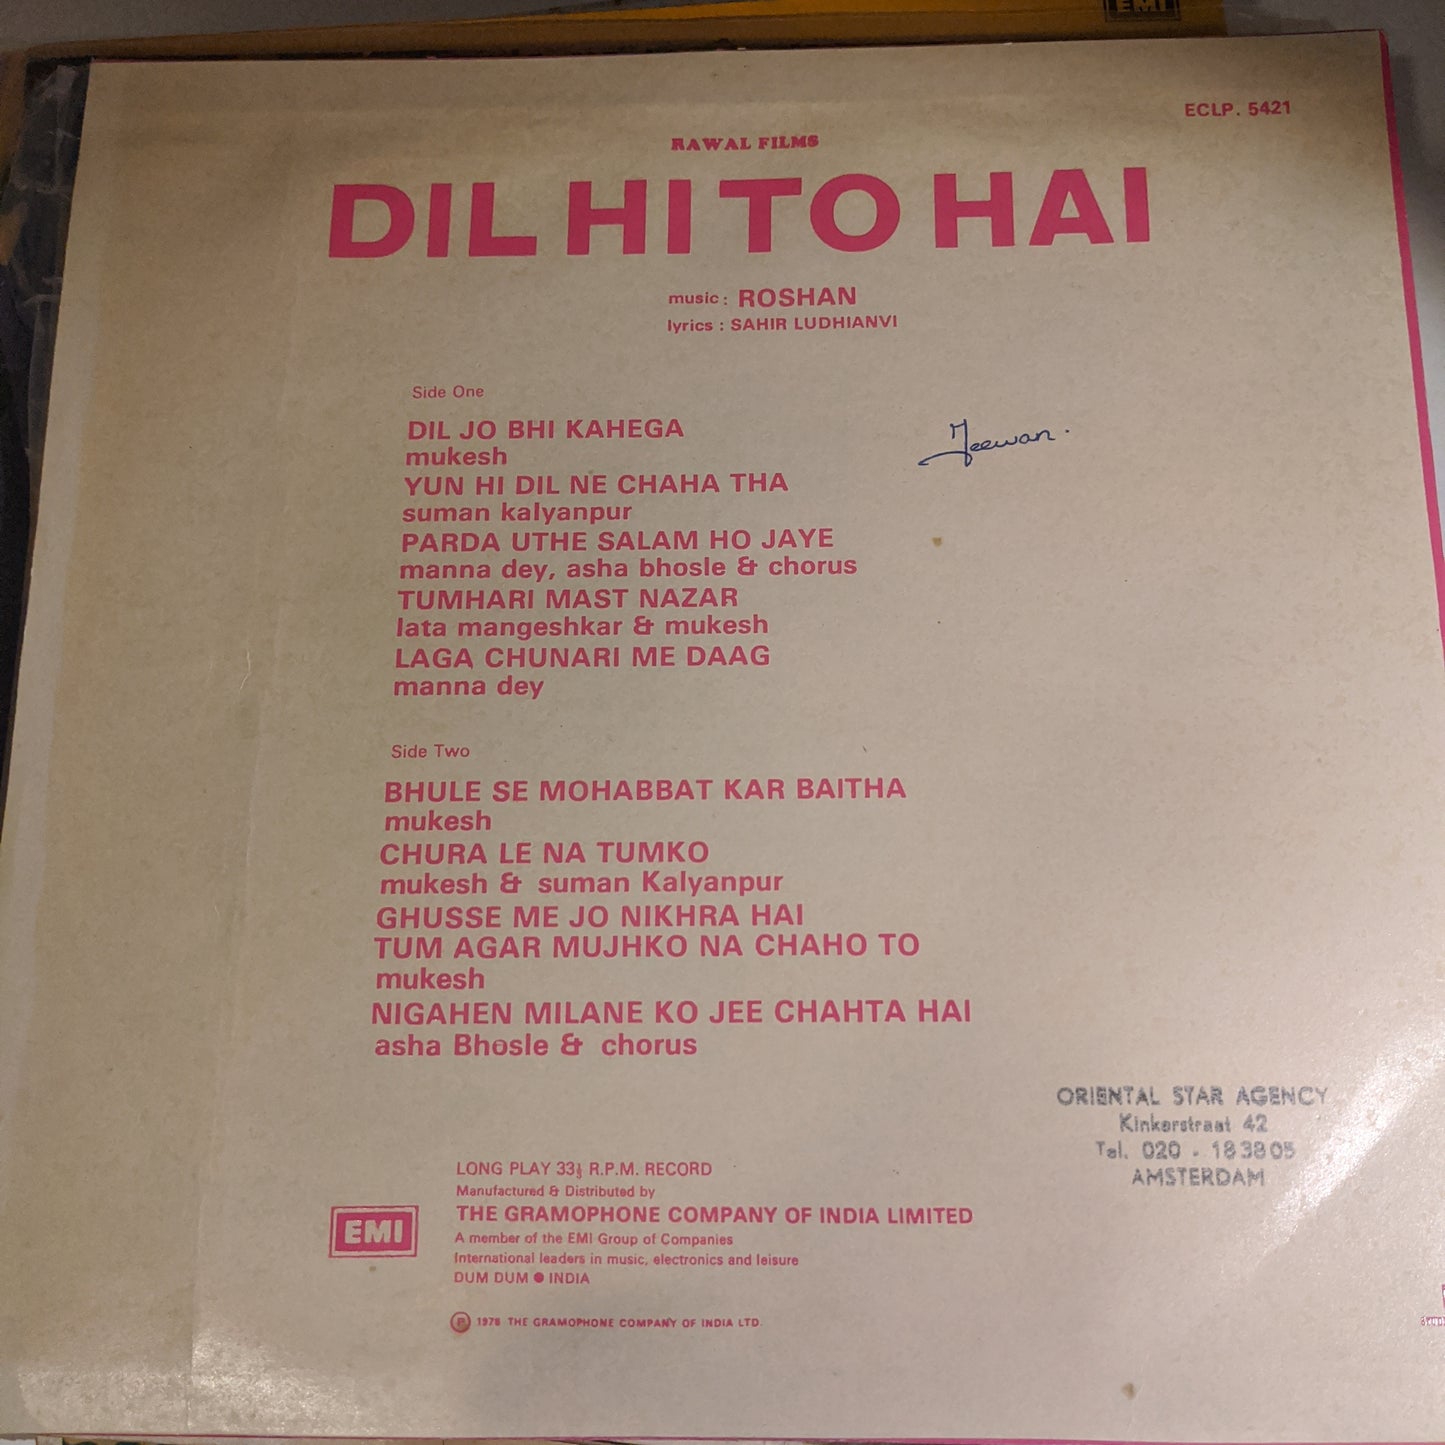 EMI
ECLP. 5421
RAWAL FILMS
DIL HI TO HAI
music : ROSHAN
lyrics : SAHIR LUDHIANVI
Side One
DIL JO BHI KAHEGA
mukesh
Jeewan.
YUN HI DIL NE CHAHA THA
suman kalyanpur
PARDA UTHE SALAM HO JAYE
manna dey, asha bhosle & chorus
TUMHARI MAST NAZAR
lata mangeshkar & mukesh
LAGA CHUNARI ME DAAG
manna dey
Side Two
BHULE SE MOHABBAT KAR BAITHA
mukesh
CHURA LE NA TUMKO
mukesh & suman Kalyanpur
GHUSSE ME JO NIKHRA HAI
TUM AGAR MUJHKO NA CHAHO TO
mukesh
NIGAHEN MILANE KO JEE CHAHTA HAI
asha Bhosle & chorus
ORIENTAL STAR AGENCY
Kinkerstraat 42
Tel. 020 - 183805
AMSTERDAM
LONG PLAY 33⅓ R.P.M. RECORD
Manufactured & Distributed by
THE GRAMOPHONE COMPANY OF INDIA LIMITED
EMI
A member of the EMI Group of Companies
International leaders in music, electronics and leisure
DUM DUM ● INDIA
℗ 1976 THE GRAMOPHONE COMPANY OF INDIA LTD.